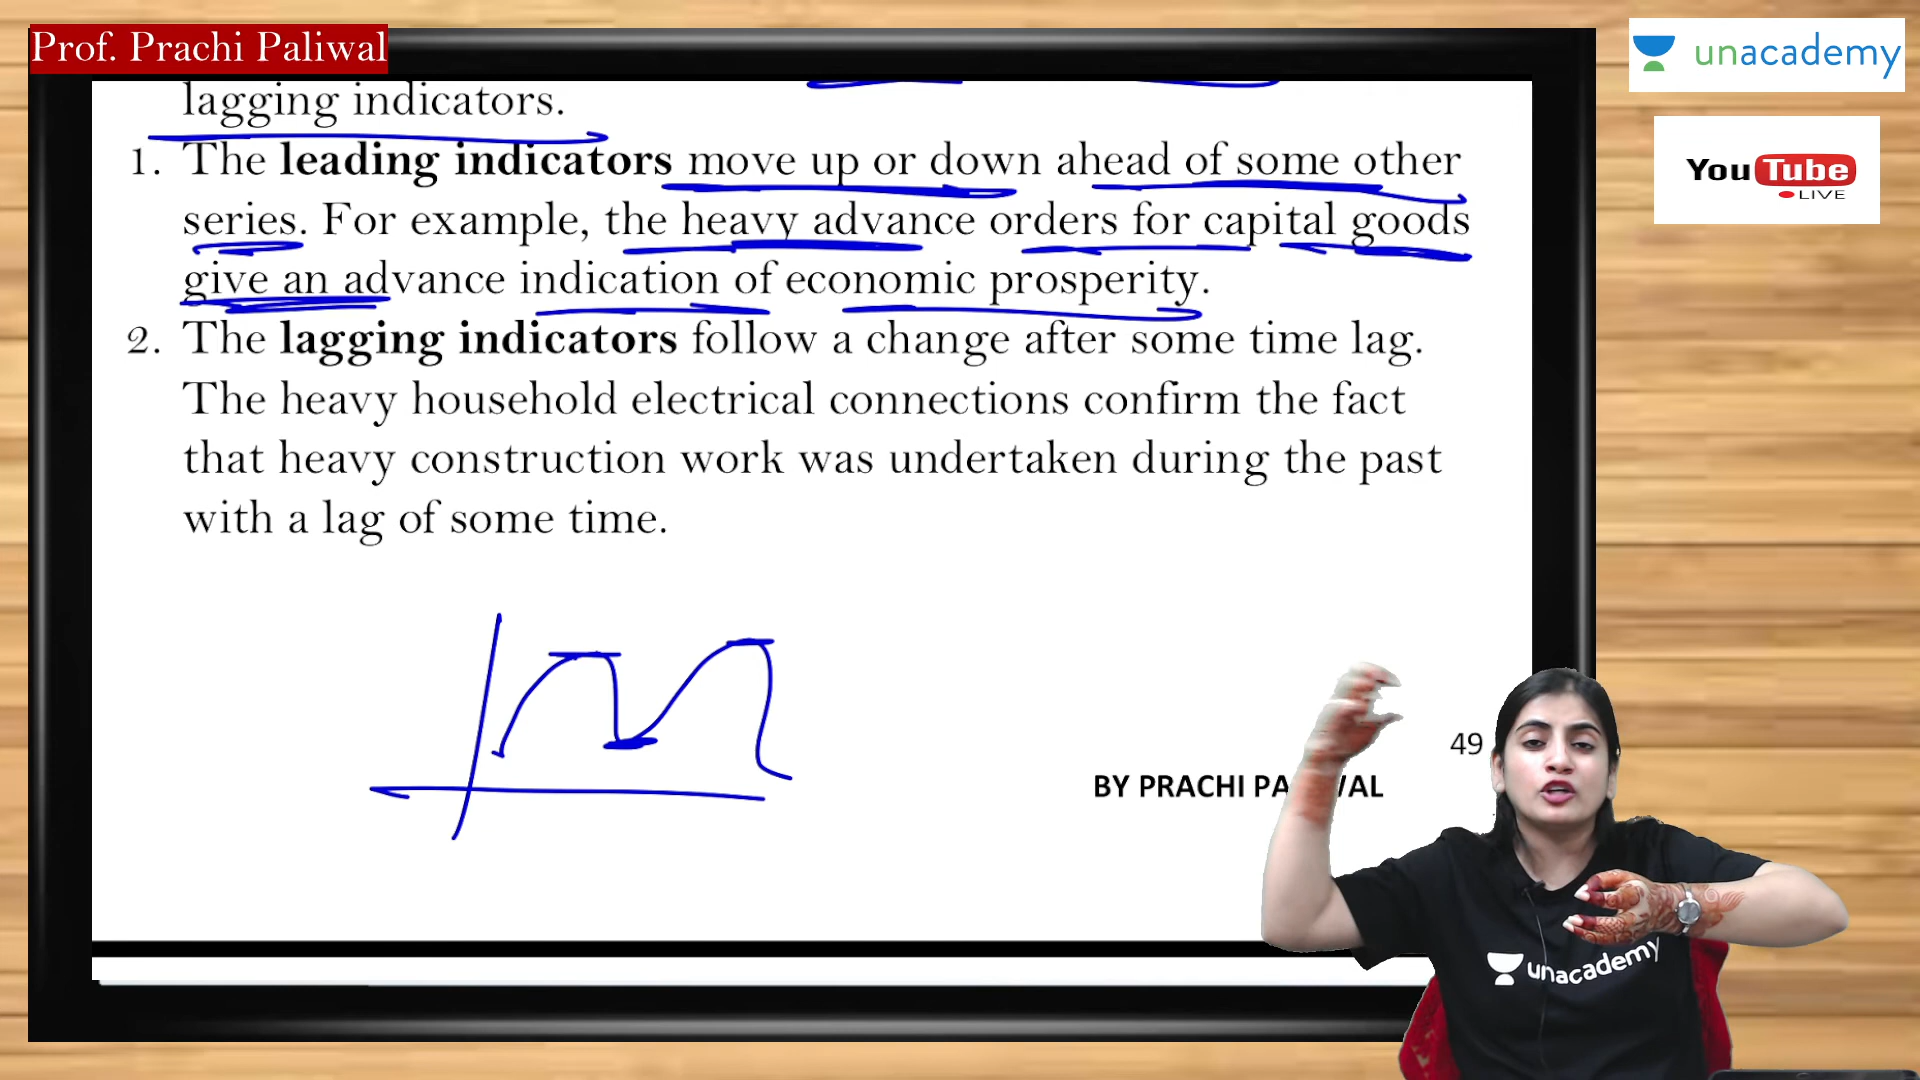 Prof. Prachi Paliwal
unacademy
You Tube
LIVE
lagging indicators.
1. The leading indicators move up or down ahead of some other
series. For example, the heavy advance orders for capital goods
give an advance indication of economic prosperity.
2. The lagging indicators follow a change after some time lag.
The heavy household electrical connections confirm the fact
that heavy construction work was undertaken during the past
with a lag of some time.
49
BY PRACHI
unacademy